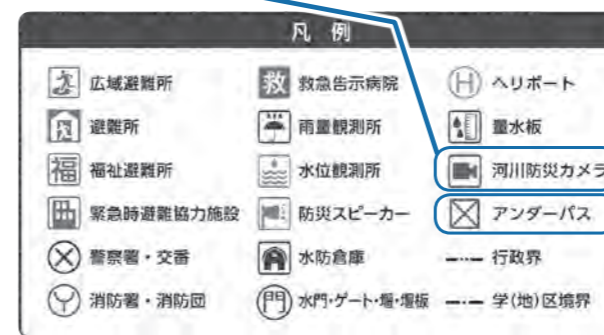 凡 例
広域避難所
救 救急告示病院
H ヘリポート
避難所
雨量観測所
量水板
福 福祉避難所
水位観測所
河川防災カメラ
緊急時避難協力施設
防災スピーカー
アンダーパス
警察署・交番
水防倉庫
行政界
消防署・消防団
門 水門・ゲート・堰・堰板
学(地)区境界